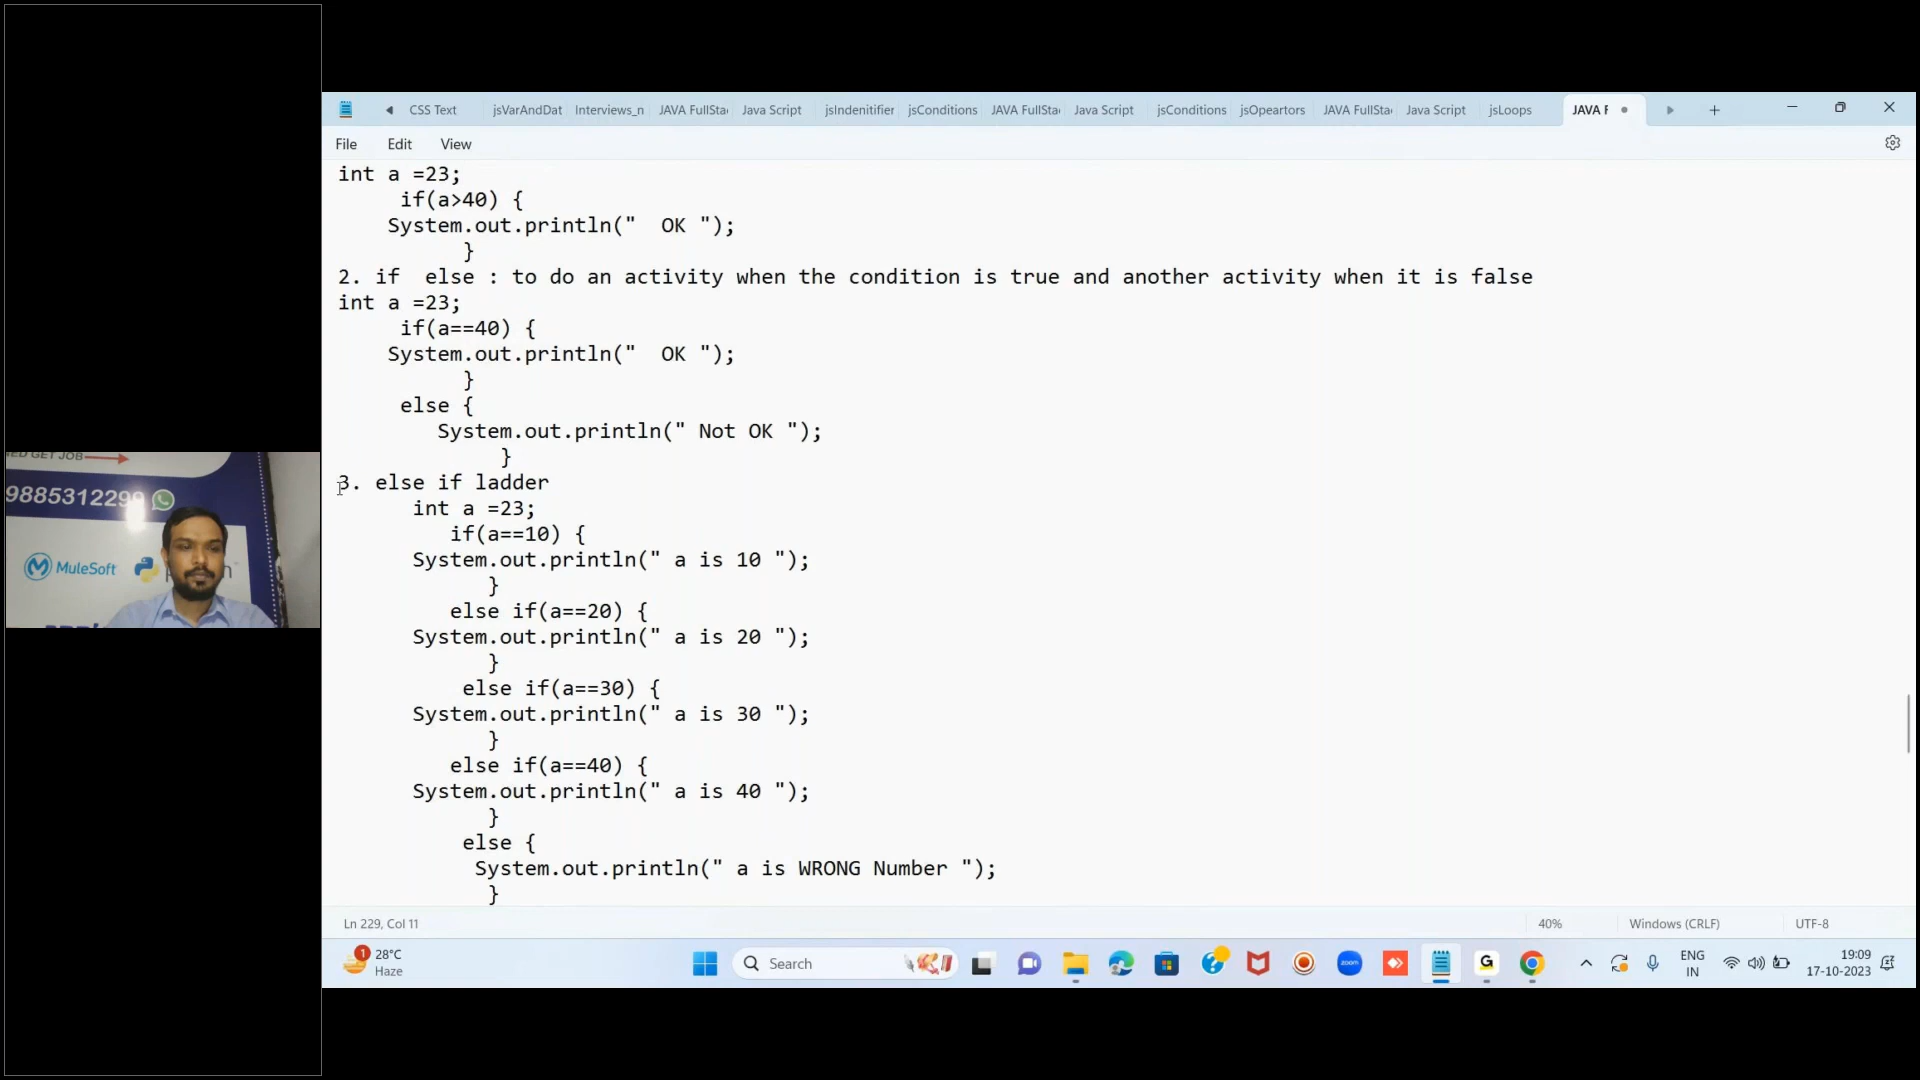 CSS Text jsVarAndDat Interviews_n JAVA FullSta Java Script jsIndenitifier jsConditions JAVA FullSta Java Script jsConditions jsOpeartors JAVA FullSta Java Script jsLoops JAVA F
File Edit View
int a =23;
if(a>40) {
System.out.println("  OK ");
}
2. if  else : to do an activity when the condition is true and another activity when it is false
int a =23;
if(a==40) {
System.out.println("  OK ");
}
else {
System.out.println(" Not OK ");
}
3. else if ladder
int a =23;
if(a==10) {
System.out.println(" a is 10 ");
}
else if(a==20) {
System.out.println(" a is 20 ");
}
else if(a==30) {
System.out.println(" a is 30 ");
}
else if(a==40) {
System.out.println(" a is 40 ");
}
else {
System.out.println(" a is WRONG Number ");
}
Ln 229, Col 11 40% Windows (CRLF) UTF-8
GET JOB
MuleSoft
1
28°C
Haze
Search
zoom
G
ENG
IN
19:09
17-10-2023